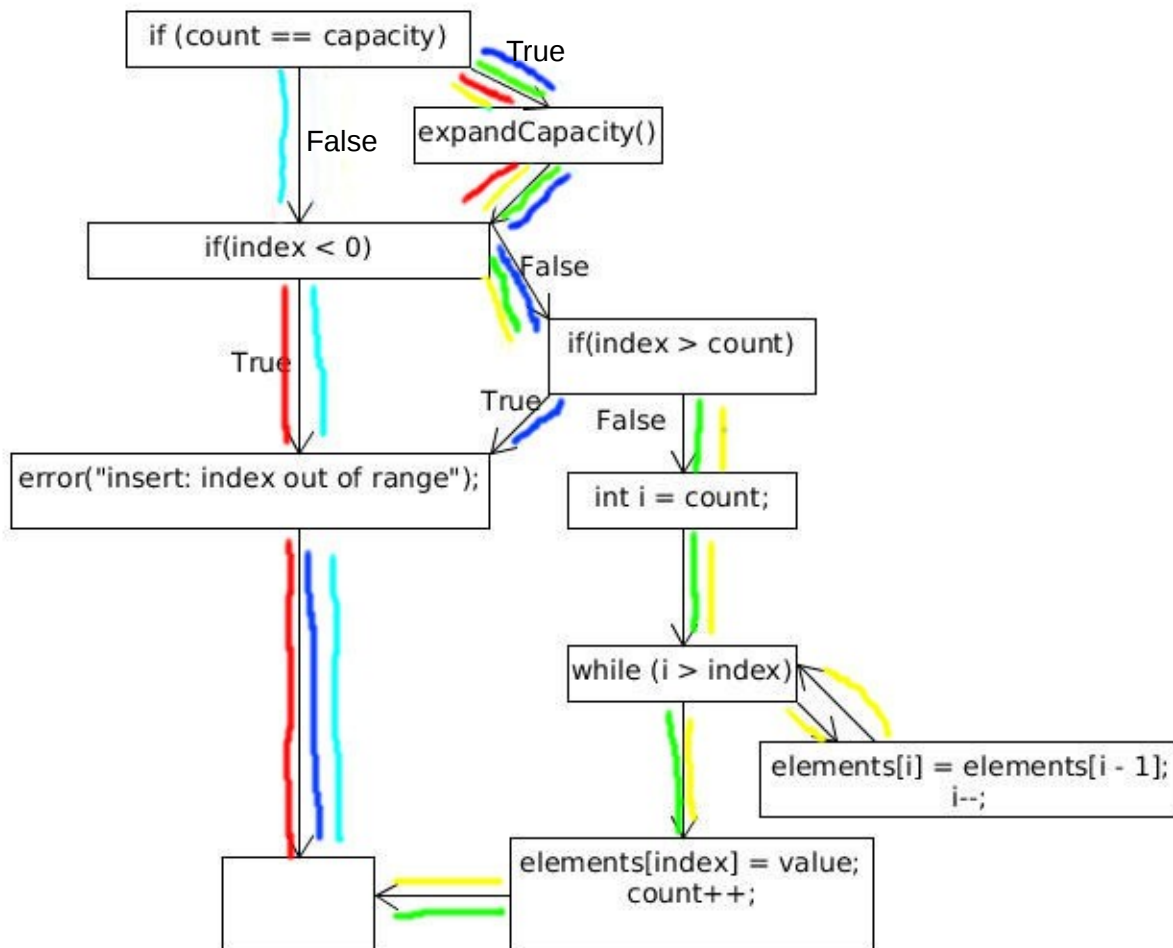 if (count == capacity)
True
expandCapacity()
False
if(index < 0)
False
if(index > count)
True
True
False
error("insert: index out of range");
int i = count;
while (i > index)
elements[i] = elements[i - 1];
i--;
elements[index] = value;
count++;